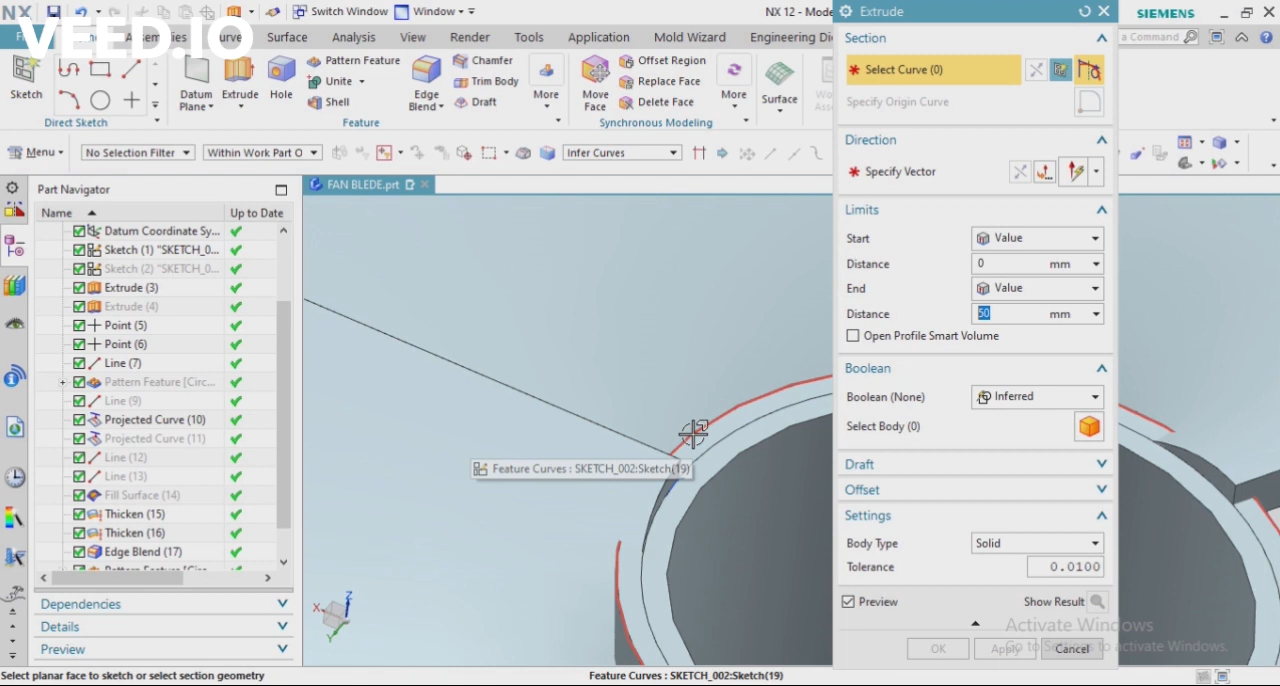 NX
Switch Window
Window
NX 12 - Mode
Extrude
SIEMENS
VEED.IO
Assemblies
Curve
Surface
Analysis
View
Render
Tools
Application
Mold Wizard
Engineering Di
a Command
Sketch
Direct Sketch
Datum
Plane
Extrude
Hole
Pattern Feature
Unite
Shell
Edge
Blend
Chamfer
Trim Body
Draft
More
Feature
Move
Face
Offset Region
Replace Face
Delete Face
More
Synchronous Modeling
Surface
Menu
No Selection Filter
Within Work Part O
Infer Curves
Part Navigator
FAN BLEDE.prt
Name
Up to Date
Datum Coordinate Sy...
Sketch (1) "SKETCH_0...
Sketch (2) "SKETCH_0...
Extrude (3)
Extrude (4)
Point (5)
Point (6)
Line (7)
Pattern Feature [Circ...
Line (9)
Projected Curve (10)
Projected Curve (11)
Line (12)
Line (13)
Fill Surface (14)
Thicken (15)
Thicken (16)
Edge Blend (17)
Dependencies
Details
Preview
Feature Curves : SKETCH_002:Sketch(19)
X
Y
Z
Section
* Select Curve (0)
Specify Origin Curve
Direction
* Specify Vector
Limits
Start
Value
Distance
0 mm
End
Value
Distance
50 mm
Open Profile Smart Volume
Boolean
Boolean (None)
Inferred
Select Body (0)
Draft
Offset
Settings
Body Type
Solid
Tolerance
0.0100
Preview
Show Result
OK
Apply
Cancel
Activate Windows
Go to Settings to activate Windows.
Select planar face to sketch or select section geometry
Feature Curves : SKETCH_002:Sketch(19)